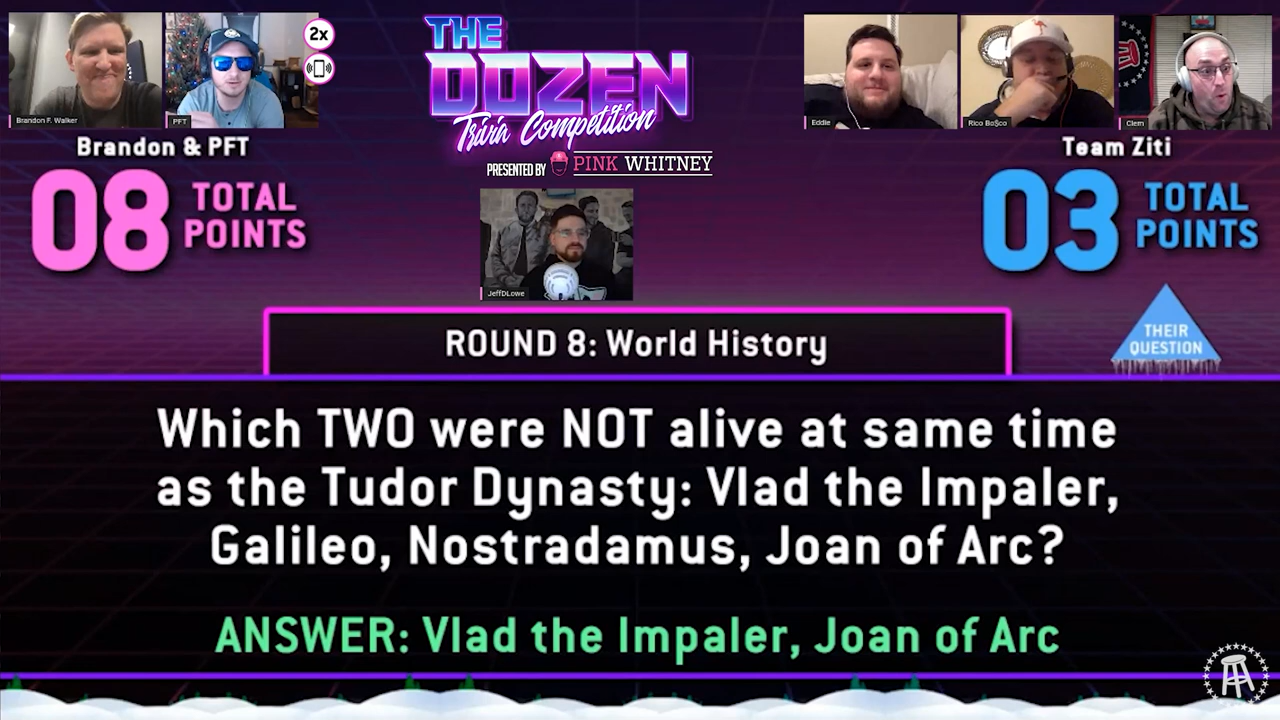 THE
DOZEN
Trivia Competition
PRESENTED BY PINK WHITNEY
2x
Brandon F. Walker
PFT
Eddie
Rico Bo$co
Clem
Brandon & PFT
08 TOTAL POINTS
Team Ziti
03 TOTAL POINTS
JeffDLowe
THEIR
QUESTION
ROUND 8: World History
Which TWO were NOT alive at same time
as the Tudor Dynasty: Vlad the Impaler,
Galileo, Nostradamus, Joan of Arc?
ANSWER: Vlad the Impaler, Joan of Arc